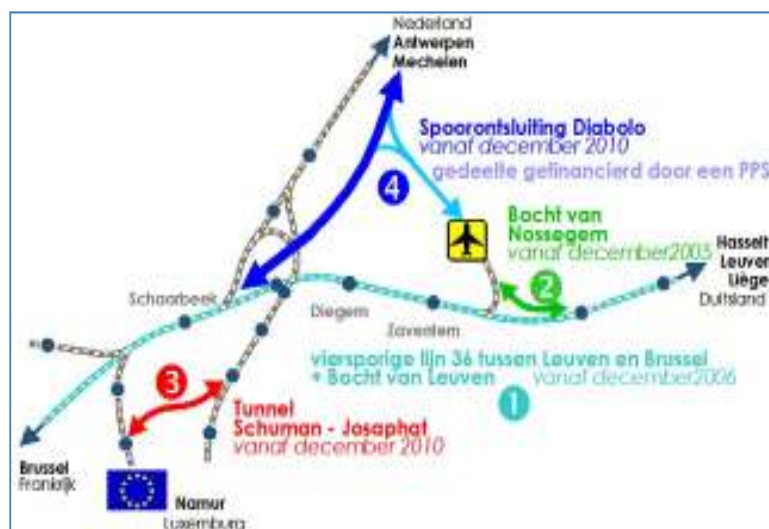 Nederland
Antwerpen
Mechelen
Spoorontsluiting Diabolo
vanaf december 2010
gedeelte gefinancierd door een PPS
4
Bocht van
Nossegem
vanaf december2005
Hasselt
Leuven
Liège
Duitsland
2
Schaarbeek
Diegem
Zaventem
viersporige lijn 36 tussen Leuven en Brussel
+ Bocht van Leuven vanaf december2006
1
3
Tunnel
Schuman - Josaphat
vanaf december 2010
Brussel
Frankrijk
Namur
Luxemburg